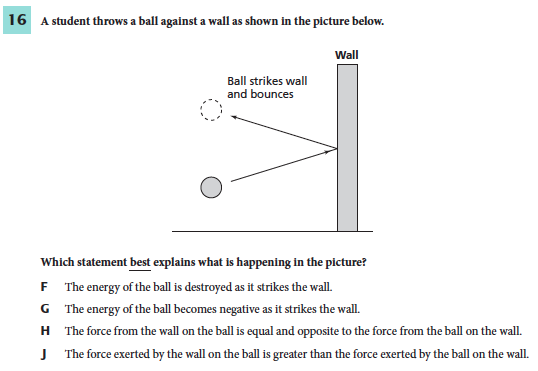 16 A student throws a ball against a wall as shown in the picture below.
Wall
Ball strikes wall
and bounces
Which statement best explains what is happening in the picture?
F The energy of the ball is destroyed as it strikes the wall.
G The energy of the ball becomes negative as it strikes the wall.
H The force from the wall on the ball is equal and opposite to the force from the ball on the wall.
J The force exerted by the wall on the ball is greater than the force exerted by the ball on the wall.